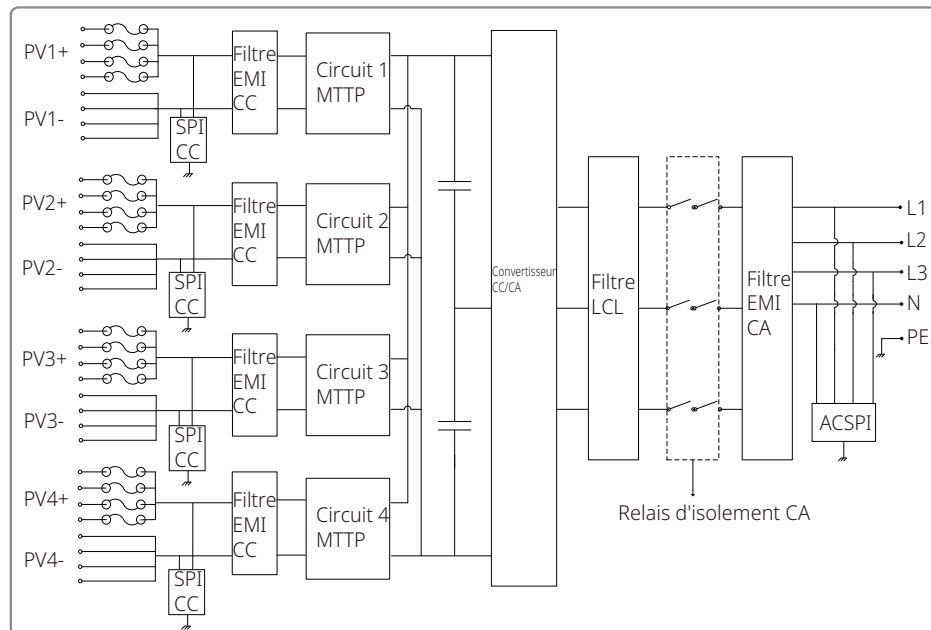 PV1+
PV1-
SPI
CC
Filtre
EMI
CC
Circuit 1
MTTP
PV2+
PV2-
SPI
CC
Filtre
EMI
CC
Circuit 2
MTTP
PV3+
PV3-
SPI
CC
Filtre
EMI
CC
Circuit 3
MTTP
PV4+
PV4-
SPI
CC
Filtre
EMI
CC
Circuit 4
MTTP
Convertisseur
CC/CA
Filtre
LCL
Relais d'isolement CA
Filtre
EMI
CA
L1
L2
L3
N
PE
ACSPI